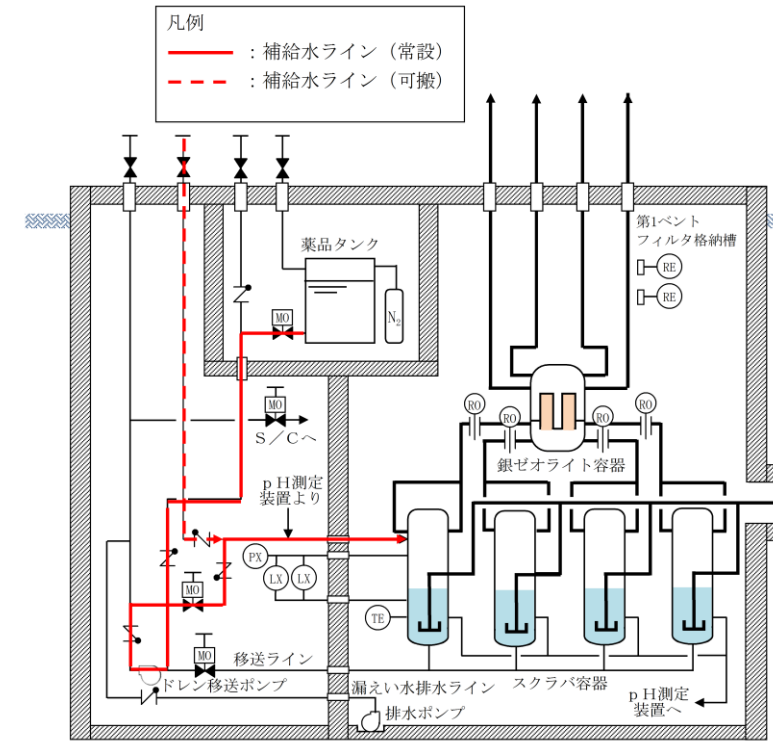 凡例
：補給水ライン（常設）
：補給水ライン（可搬）
第1ベント
フィルタ格納槽
RE
RE
薬品タンク
MO
N₂
MO
S／Cへ
RO
RO
RO
RO
銀ゼオライト容器
ｐH測定
装置より
PX
LX
LX
MO
TE
MO
移送ライン
ドレン移送ポンプ
漏えい水排水ライン
排水ポンプ
スクラバ容器
ｐH測定
装置へ